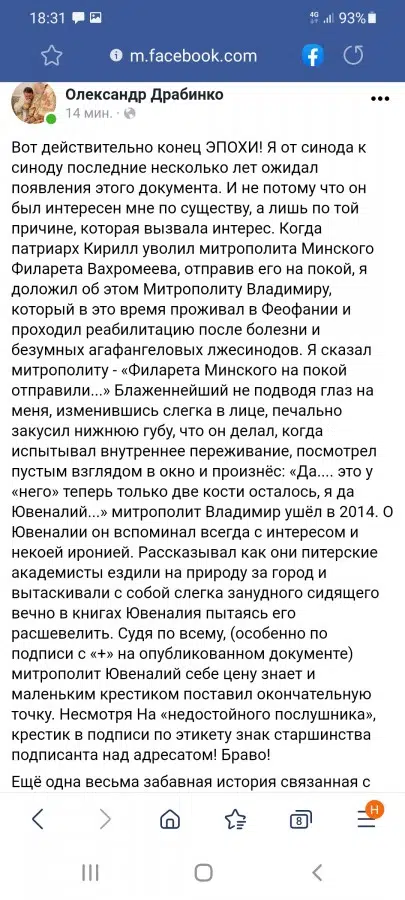 18:31
4G
93%
m.facebook.com
Олександр Драбинко
14 мин. ·
Вот действительно конец ЭПОХИ! Я от синода к
синоду последние несколько лет ожидал
появления этого документа. И не потому что он
был интересен мне по существу, а лишь по той
причине, которая вызвала интерес. Когда
патриарх Кирилл уволил митрополита Минского
Филарета Вахромеева, отправив его на покой, я
доложил об этом Митрополиту Владимиру,
который в это время проживал в Феофании и
проходил реабилитацию после болезни и
безумных агафангеловых лжесинодов. Я сказал
митрополиту - «Филарета Минского на покой
отправили...» Блаженнейший не подводя глаз на
меня, изменившись слегка в лице, печально
закусил нижнюю губу, что он делал, когда
испытывал внутреннее переживание, посмотрел
пустым взглядом в окно и произнёс: «Да.... это у
«него» теперь только две кости осталось, я да
Ювеналий...» митрополит Владимир ушёл в 2014. О
Ювеналии он вспоминал всегда с интересом и
некоей иронией. Рассказывал как они питерские
академисты ездили на природу за город и
вытаскивали с собой слегка занудного сидящего
вечно в книгах Ювеналия пытаясь его
расшевелить. Судя по всему, (особенно по
подписи с «+» на опубликованном документе)
митрополит Ювеналий себе цену знает и
маленьким крестиком поставил окончательную
точку. Несмотря На «недостойного послушника»,
крестик в подписи по этикету знак старшинства
подписанта над адресатом! Браво!
Ещё одна весьма забавная история связанная с
8
H